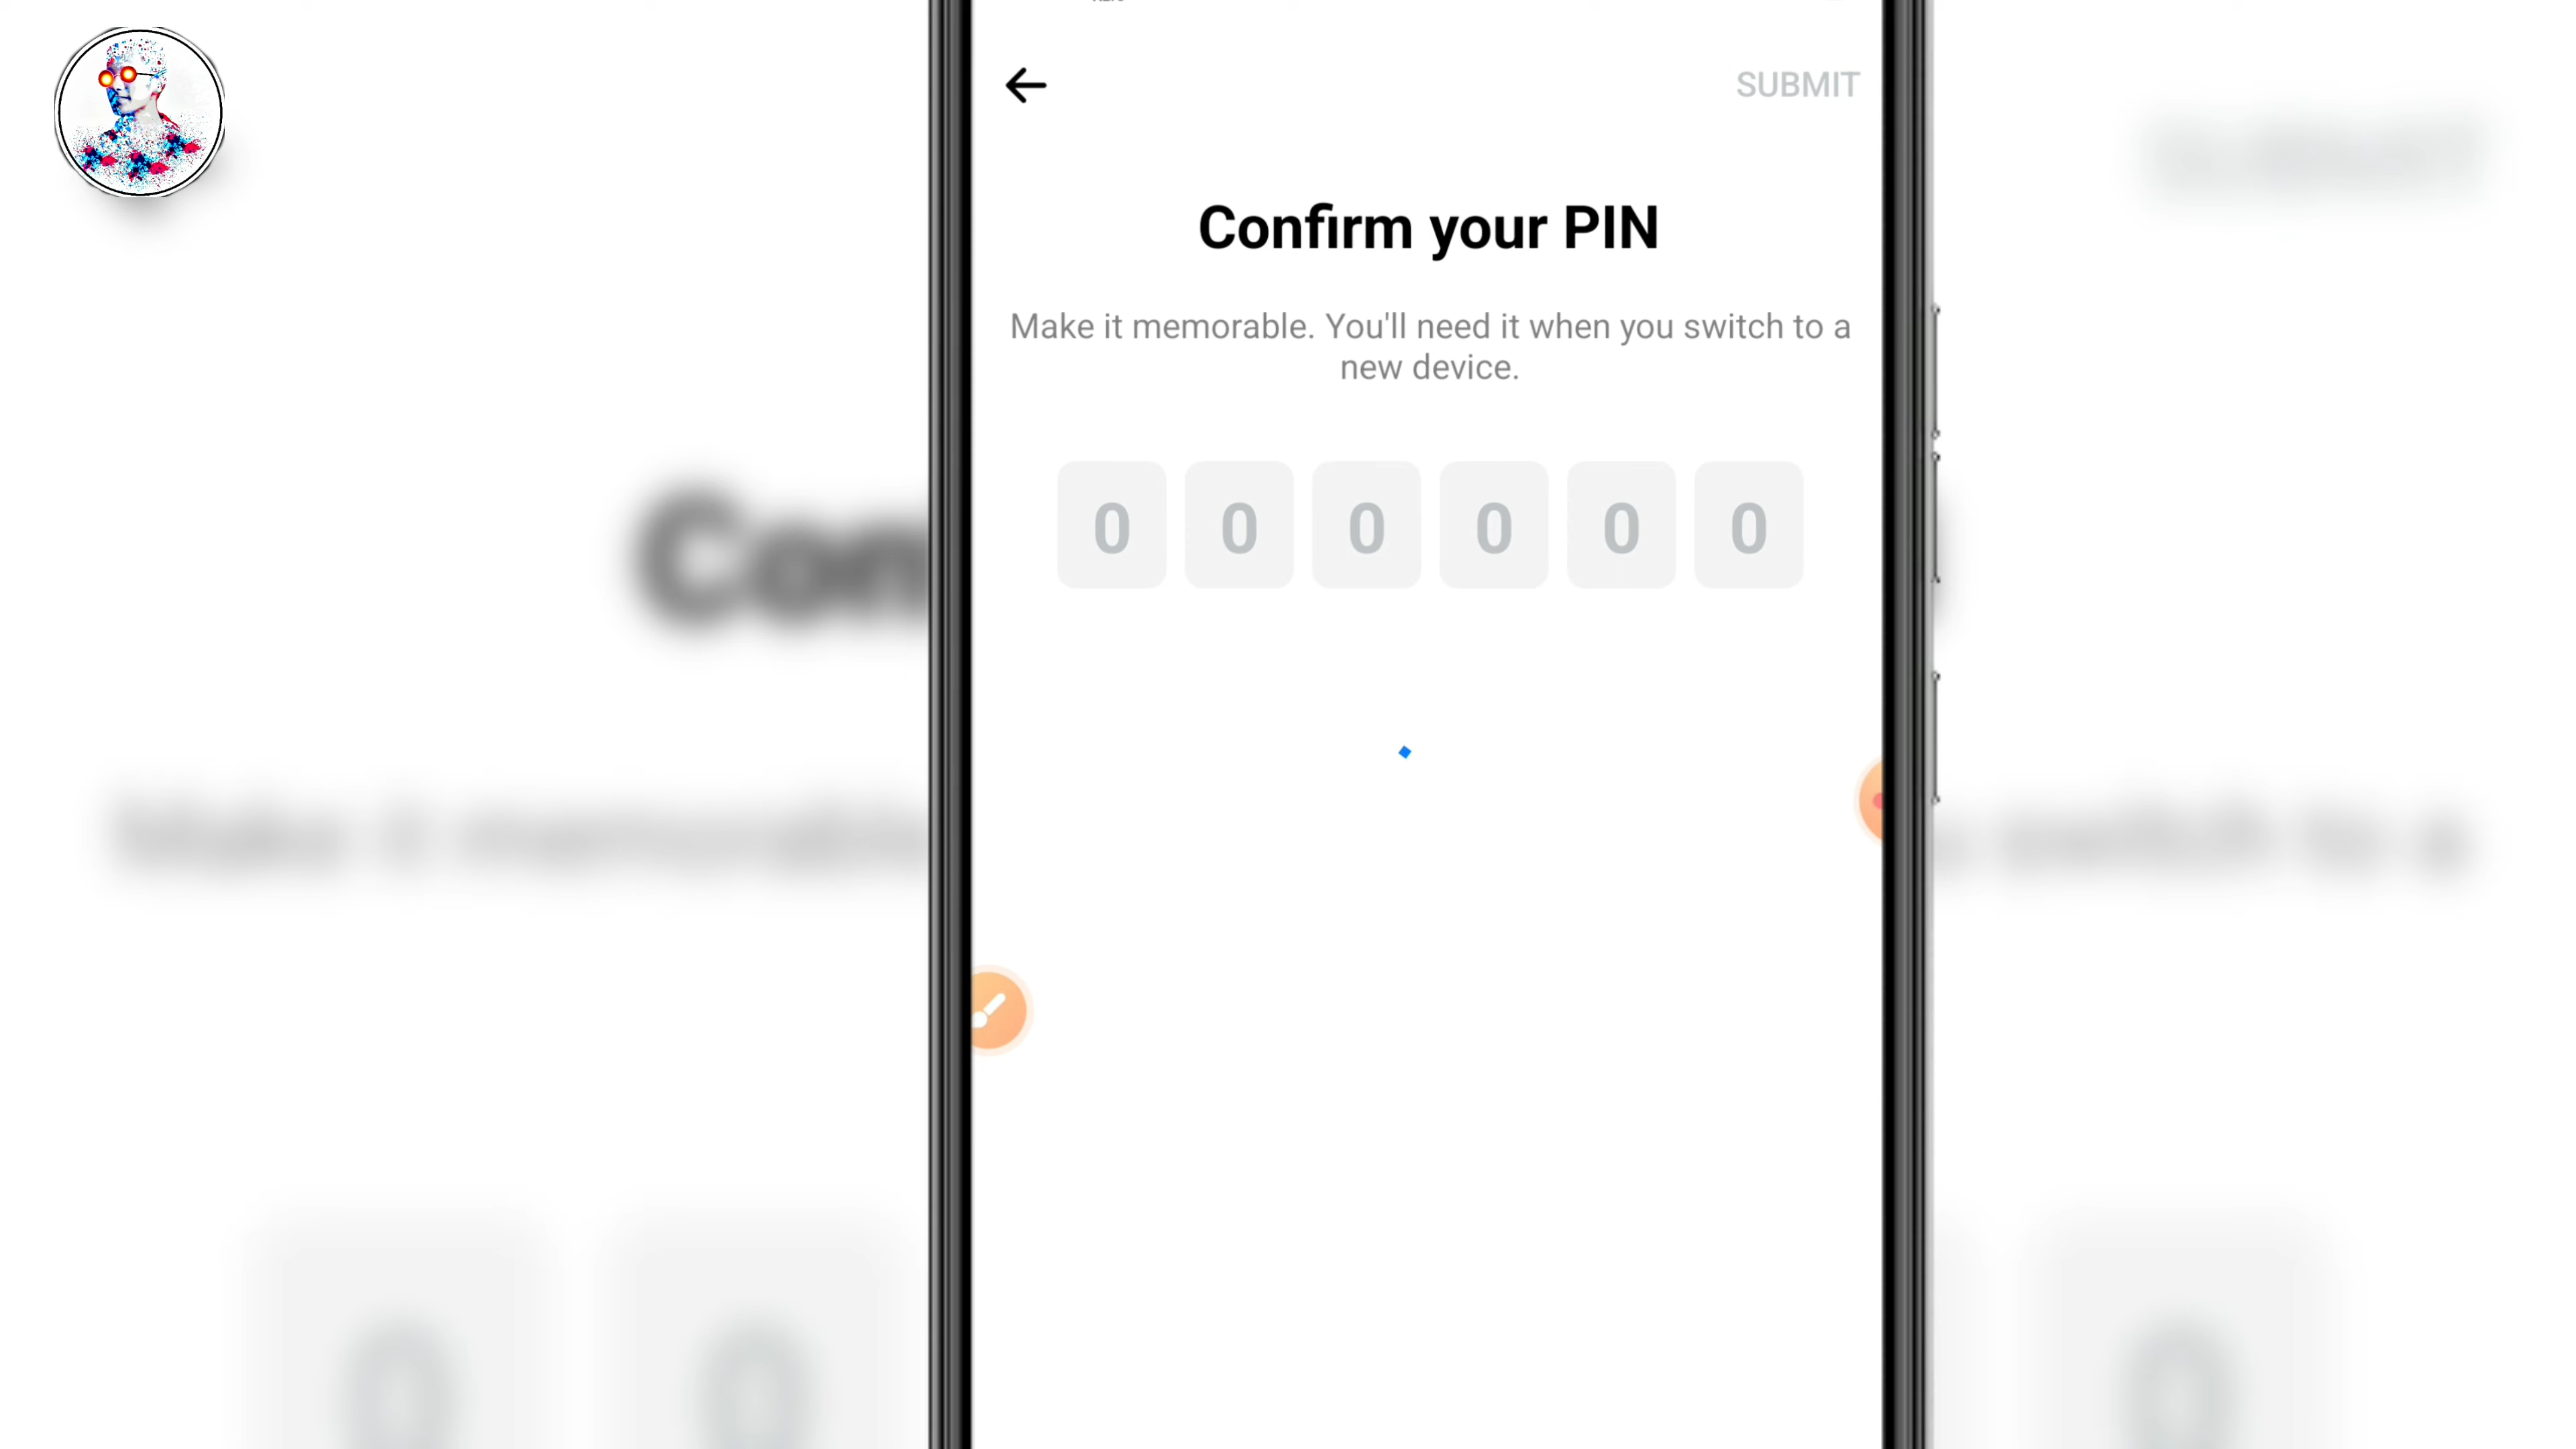 SUBMIT
Confirm your PIN
Make it memorable. You'll need it when you switch to a
new device.
0 0 0 0 0 0